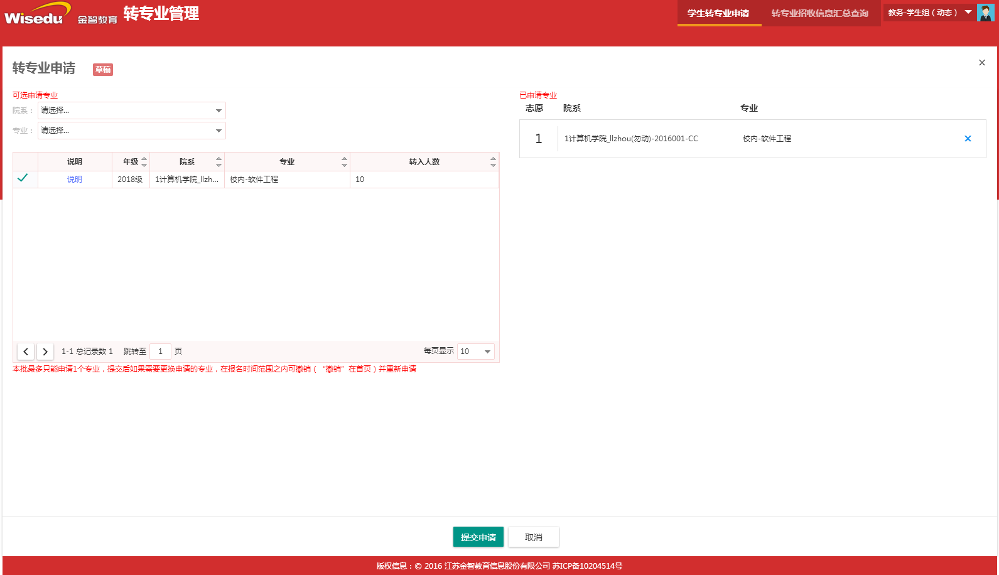 Wisedu 金智教育 转专业管理 学生转专业申请 转专业招收信息汇总查询 教务-学生组（动态）
转专业申请 草稿
可选申请专业
院系： 请选择...
专业： 请选择...
说明 年级 院系 专业 转入人数
说明 2018级 1计算机学院_llzh... 校内-软件工程 10
1-1 总记录数 1 跳转至 1 页 每页显示 10
本批最多只能申请1个专业，提交后如果需要更换申请的专业，在报名时间范围之内可撤销（“撤销”在首页）并重新申请
已申请专业
志愿 院系 专业
1 1计算机学院_llzhou(勿动)-2016001-CC 校内-软件工程
提交申请 取消
版权信息：© 2016 江苏金智教育信息股份有限公司 苏ICP备10204514号